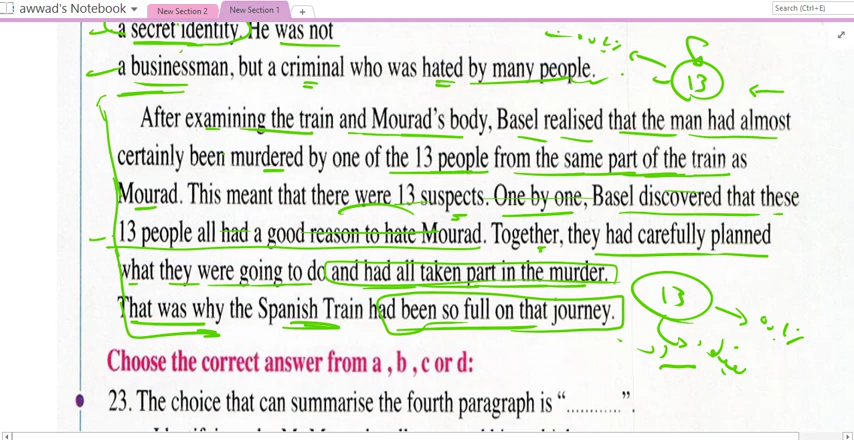 awwad's Notebook
New Section 2
New Section 1
Search (Ctrl+E)
a secret identity. He was not
a businessman, but a criminal who was hated by many people.
13
After examining the train and Mourad's body, Basel realised that the man had almost
certainly been murdered by one of the 13 people from the same part of the train as
Mourad. This meant that there were 13 suspects. One by one, Basel discovered that these
13 people all had a good reason to hate Mourad. Together, they had carefully planned
what they were going to do and had all taken part in the murder.
That was why the Spanish Train had been so full on that journey.
13
Choose the correct answer from a , b , c or d:
23. The choice that can summarise the fourth paragraph is “............”.